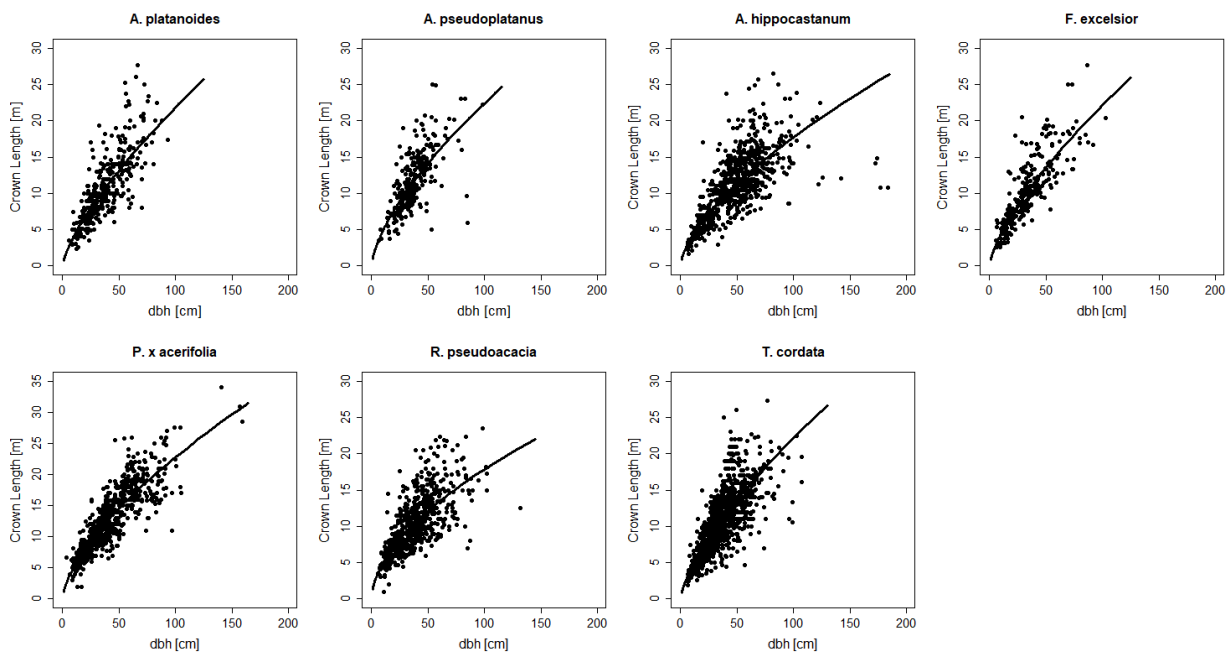 A. platanoides
A. pseudoplatanus
A. hippocastanum
F. excelsior
Crown Length [m]
0 5 10 15 20 25 30
0 50 100 150 200
dbh [cm]
Crown Length [m]
0 5 10 15 20 25 30
0 50 100 150 200
dbh [cm]
Crown Length [m]
0 5 10 15 20 25 30
0 50 100 150 200
dbh [cm]
Crown Length [m]
0 5 10 15 20 25 30
0 50 100 150 200
dbh [cm]
P. x acerifolia
R. pseudoacacia
T. cordata
Crown Length [m]
0 5 10 15 20 25 30 35
0 50 100 150 200
dbh [cm]
Crown Length [m]
0 5 10 15 20 25 30
0 50 100 150 200
dbh [cm]
Crown Length [m]
0 5 10 15 20 25 30
0 50 100 150 200
dbh [cm]